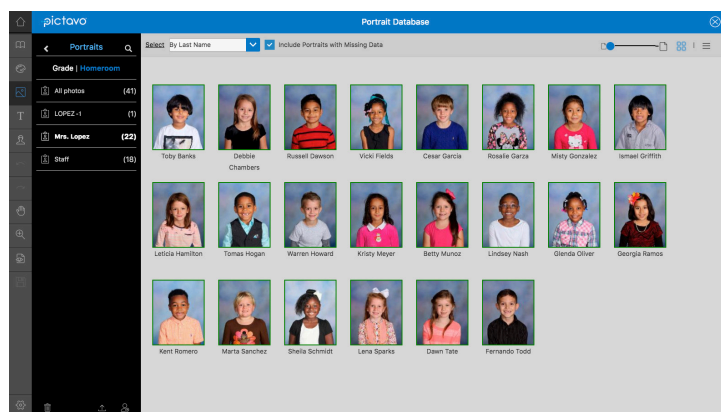 pictavo
Portrait Database
Portraits
Select By Last Name Include Portraits with Missing Data
Grade | Homeroom
All photos (41)
LOPEZ -1 (1)
Mrs. Lopez (22)
Staff (18)
Toby Banks Debbie Chambers Russell Dawson Vicki Fields Cesar Garcia Rosalie Garza Misty Gonzalez Ismael Griffith
Leticia Hamilton Tomas Hogan Warren Howard Kristy Meyer Betty Munoz Lindsey Nash Glenda Oliver Georgia Ramos
Kent Romero Marta Sanchez Sheila Schmidt Lena Sparks Dawn Tate Fernando Todd